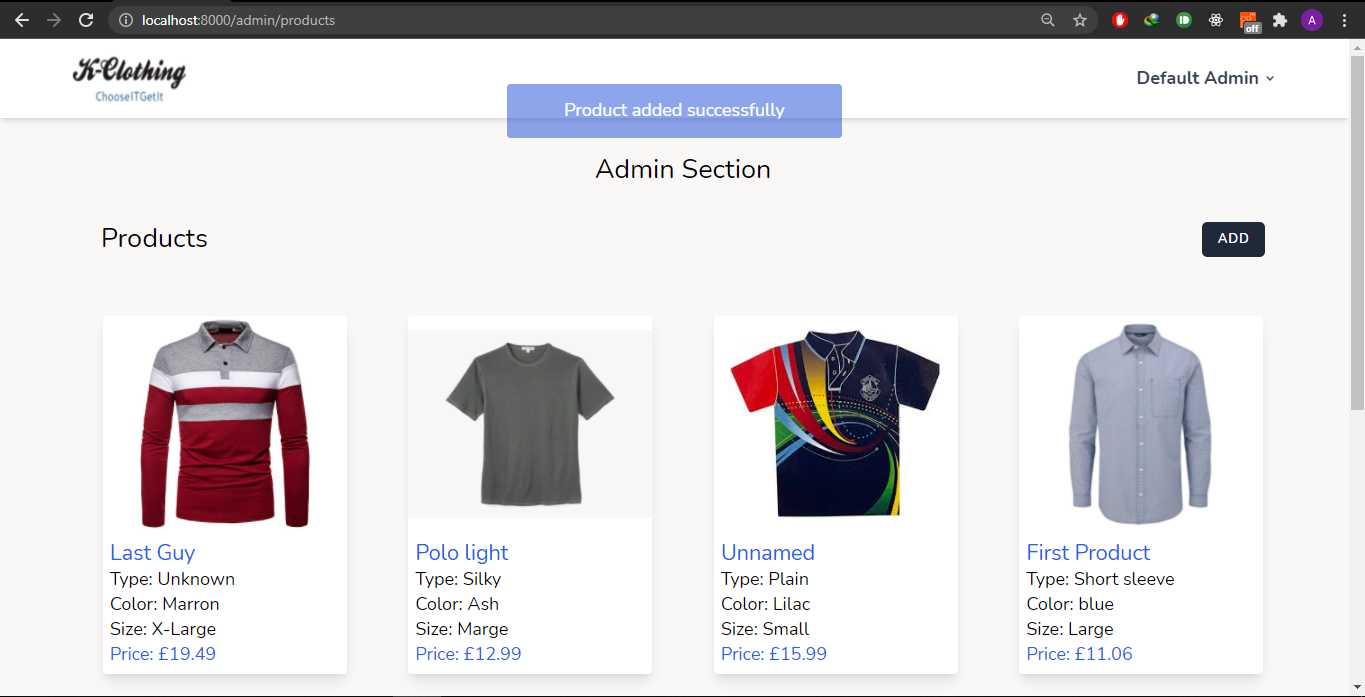 localhost:8000/admin/products
off
A
K-Clothing
ChooseITGetIt
Default Admin
Product added successfully
Admin Section
Products
ADD
Last Guy
Type: Unknown
Color: Marron
Size: X-Large
Price: £19.49
Polo light
Type: Silky
Color: Ash
Size: Marge
Price: £12.99
Unnamed
Type: Plain
Color: Lilac
Size: Small
Price: £15.99
First Product
Type: Short sleeve
Color: blue
Size: Large
Price: £11.06